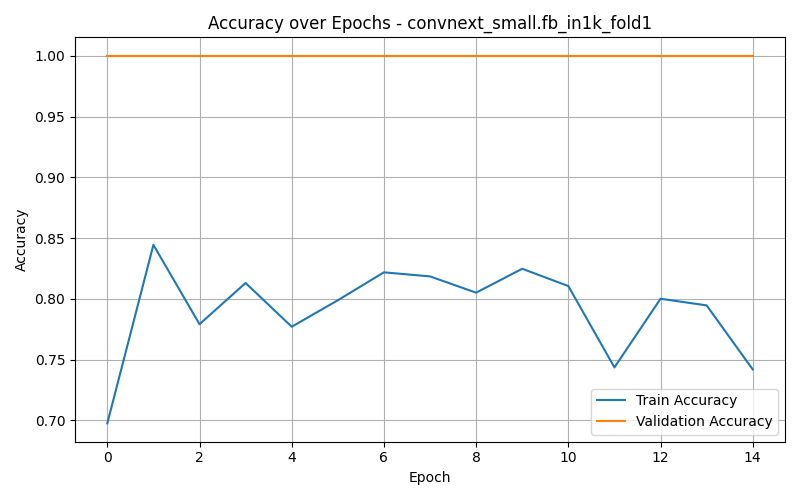 Accuracy over Epochs - convnext_small.fb_in1k_fold1
1.00
0.95
0.90
0.85
0.80
0.75
0.70
Accuracy
Train Accuracy
Validation Accuracy
0 2 4 6 8 10 12 14
Epoch